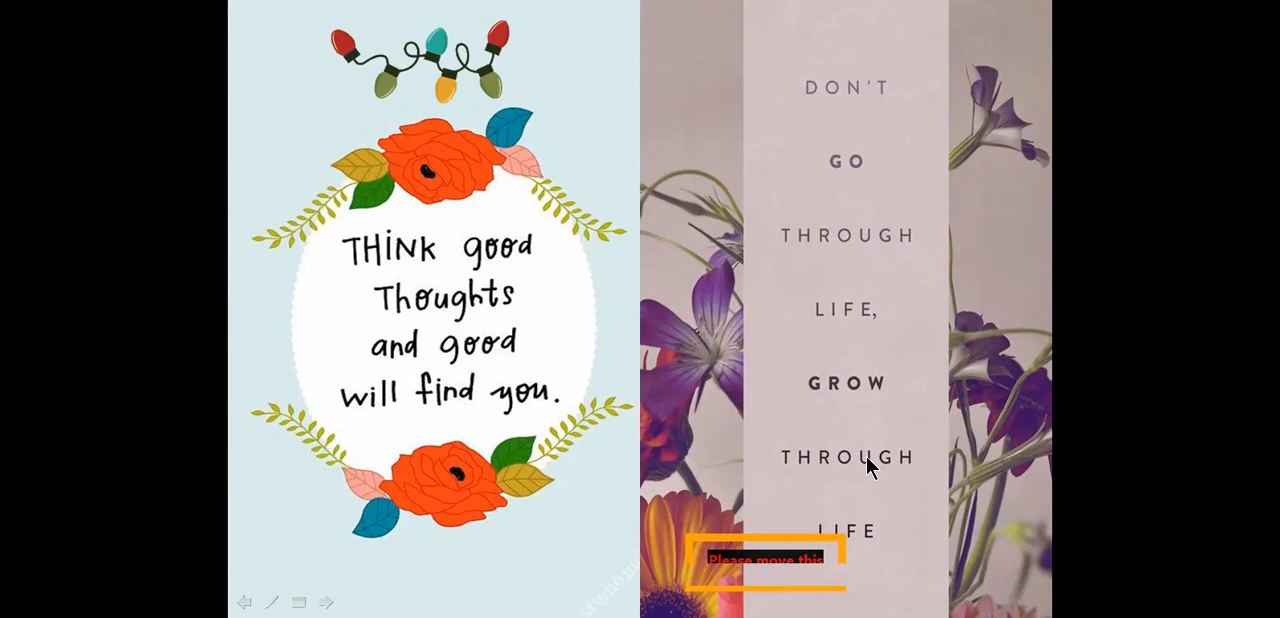 THINK good
Thoughts
and good
will find you.
DON'T
GO
THROUGH
LIFE,
GROW
THROUGH
LIFE
Please move this